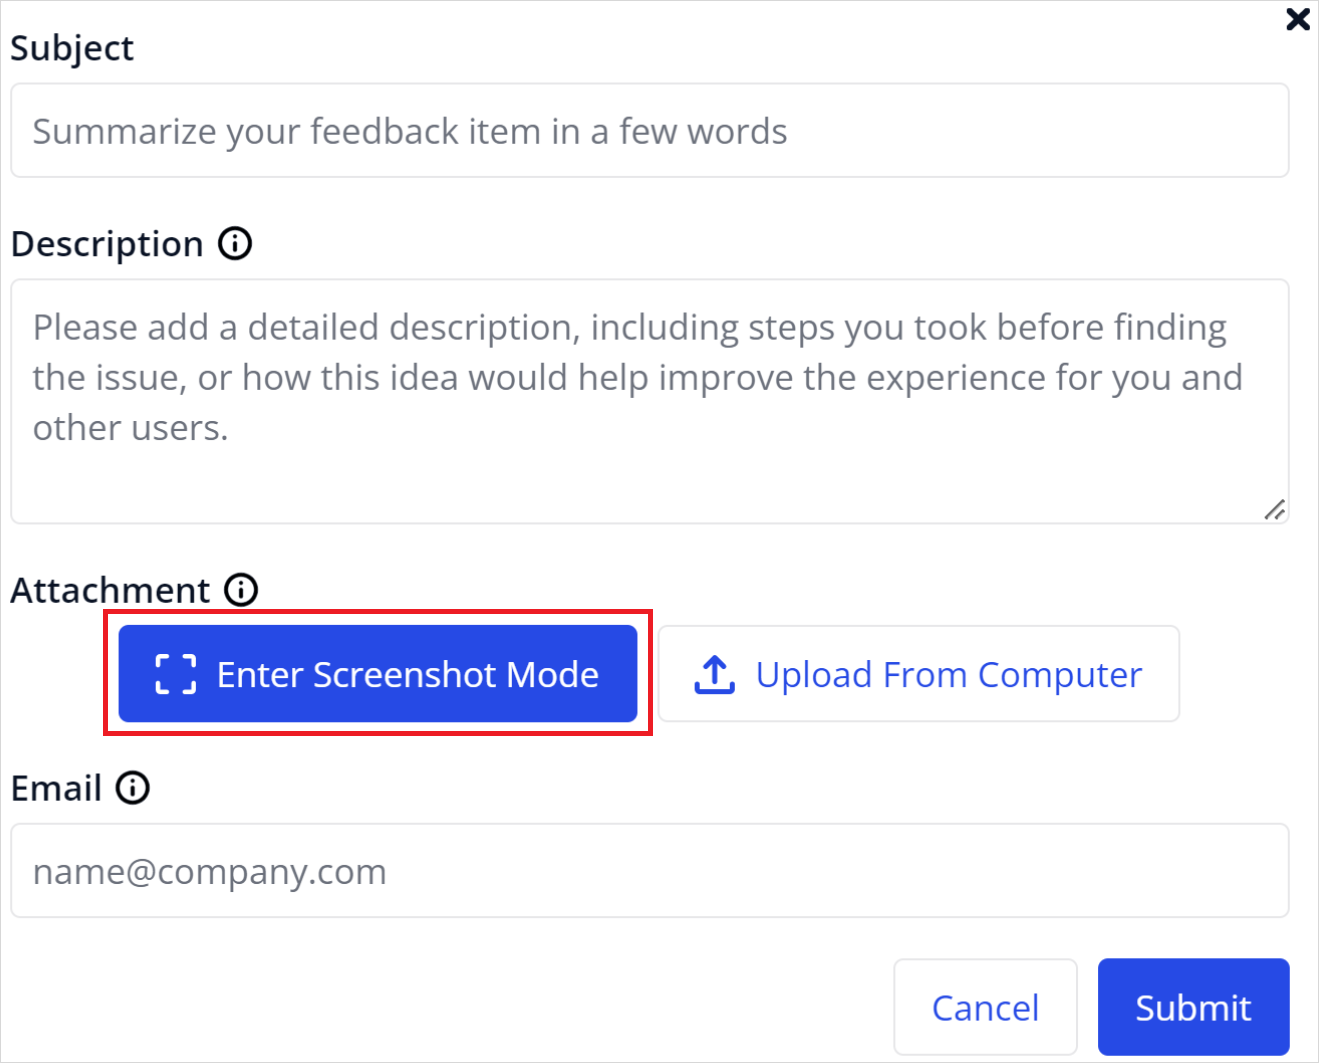 Subject
Summarize your feedback item in a few words
Description
Please add a detailed description, including steps you took before finding
the issue, or how this idea would help improve the experience for you and
other users.
Attachment
Enter Screenshot Mode
Upload From Computer
Email
name@company.com
Cancel
Submit